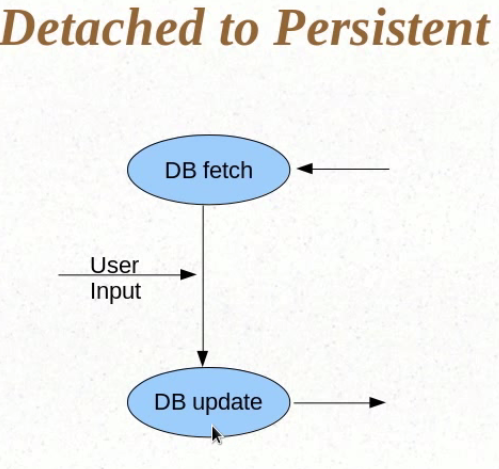 Detached to Persistent
DB fetch
User
Input
DB update